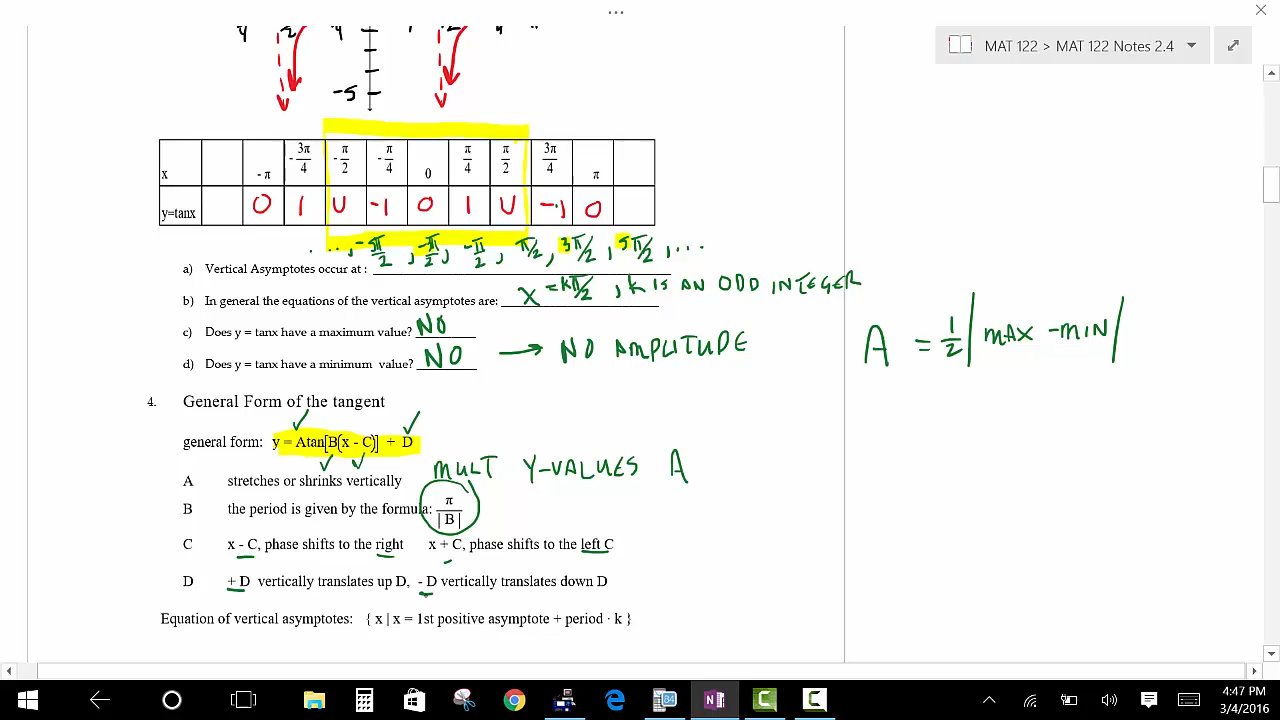 MAT 122 > MAT 122 Notes 2.4
-5
x -π -3π/4 -π/2 -π/4 0 π/4 π/2 3π/4 π
y=tanx 0 1 U -1 0 1 U -1 0
..., -5π/2, -3π/2, -π/2, π/2, 3π/2, 5π/2, ...
a) Vertical Asymptotes occur at :
b) In general the equations of the vertical asymptotes are: x = kπ/2, k IS AN ODD INTEGER
c) Does y = tanx have a maximum value? NO
d) Does y = tanx have a minimum value? NO → NO AMPLITUDE
A = 1/2 | MAX - MIN |
4. General Form of the tangent
general form: y = Atan[B(x - C)] + D
MULT Y-VALUES A
A stretches or shrinks vertically
B the period is given by the formula: π/|B|
C x - C, phase shifts to the right x + C, phase shifts to the left C
D + D vertically translates up D, - D vertically translates down D
Equation of vertical asymptotes: { x | x = 1st positive asymptote + period · k }
4:47 PM
3/4/2016